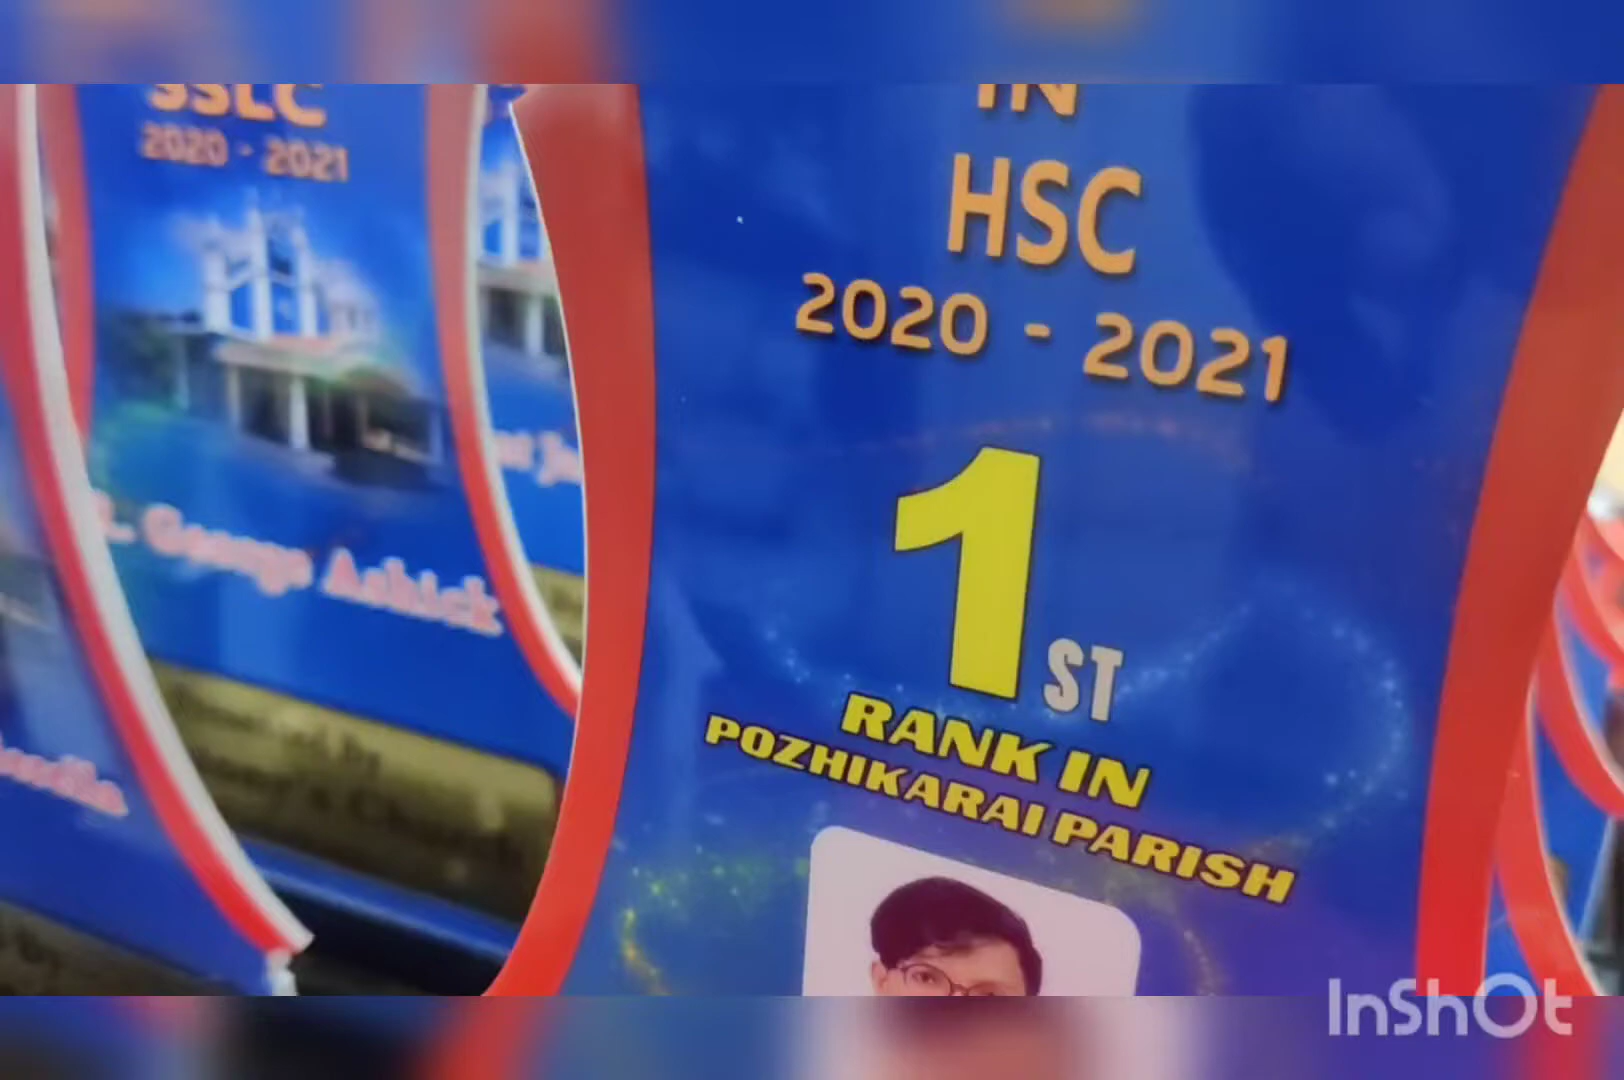 SSLC
2020 - 2021
George Ashick
IN
HSC
2020 - 2021
1ST
RANK IN
POZHIKARAI PARISH
InShOt